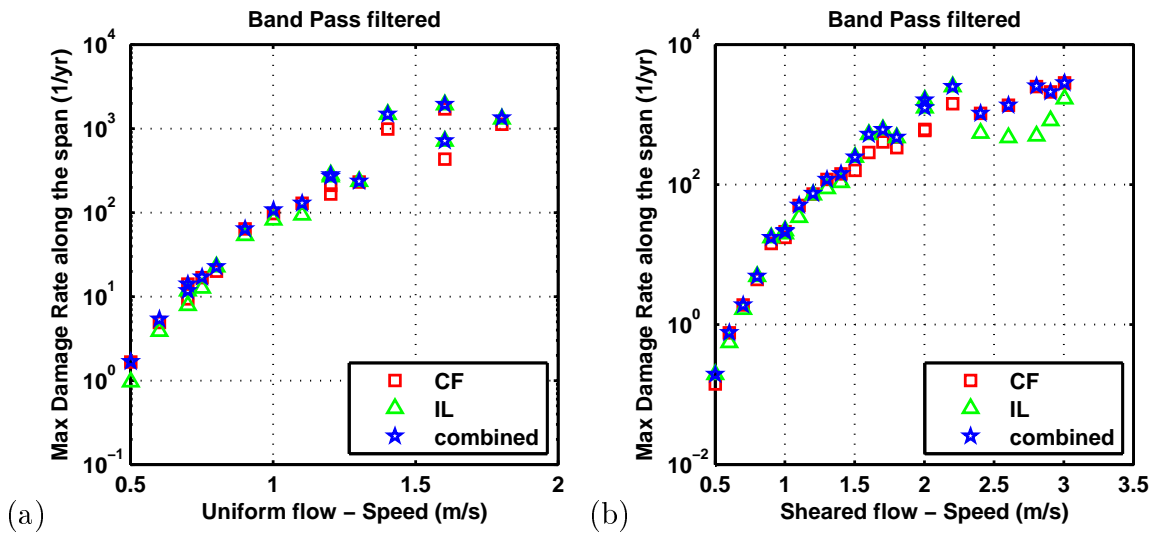 Band Pass filtered
Max Damage Rate along the span (1/yr)
10^4
10^3
10^2
10^1
10^0
10^−1
0.5
1
1.5
2
Uniform flow − Speed (m/s)
CF
IL
combined
(a)
Band Pass filtered
Max Damage Rate along the span (1/yr)
10^4
10^2
10^0
10^−2
0.5
1
1.5
2
2.5
3
3.5
Sheared flow − Speed (m/s)
CF
IL
combined
(b)